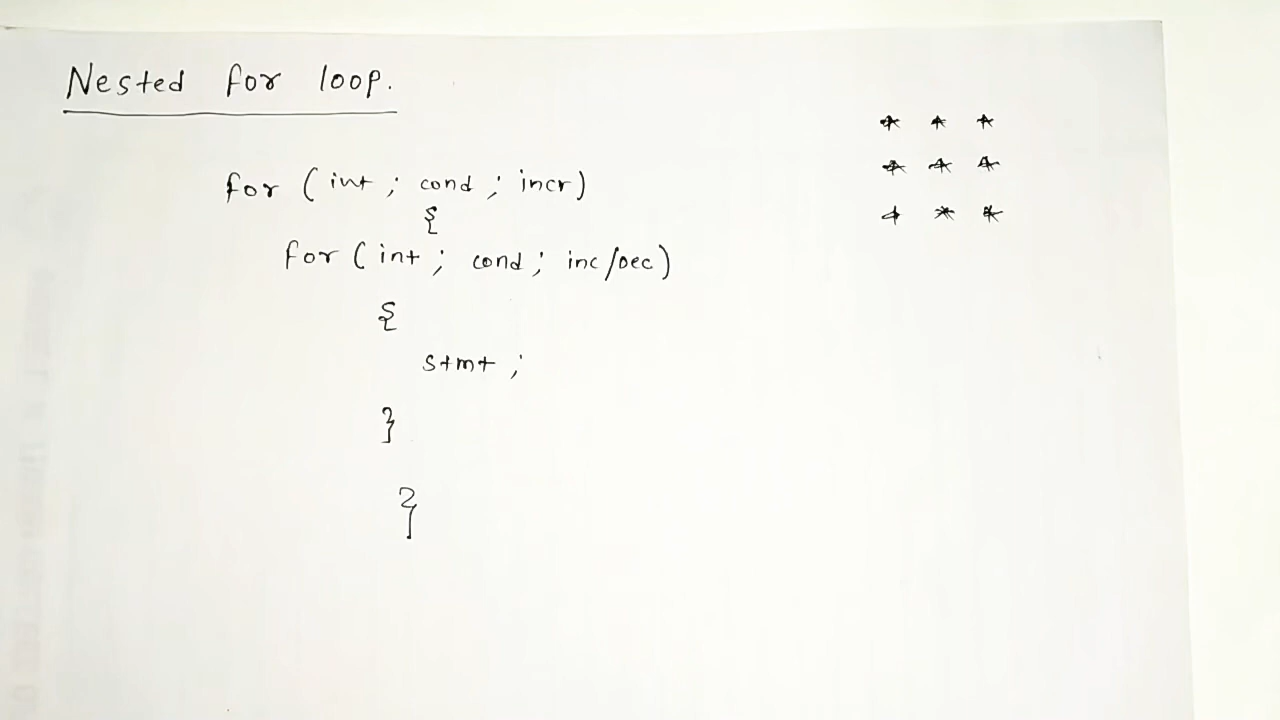 Nested for loop.
* * *
for (int ; cond ; incr)
* * *
{
* * *
for (int ; cond ; inc/Dec)
{
stmt ;
}
}